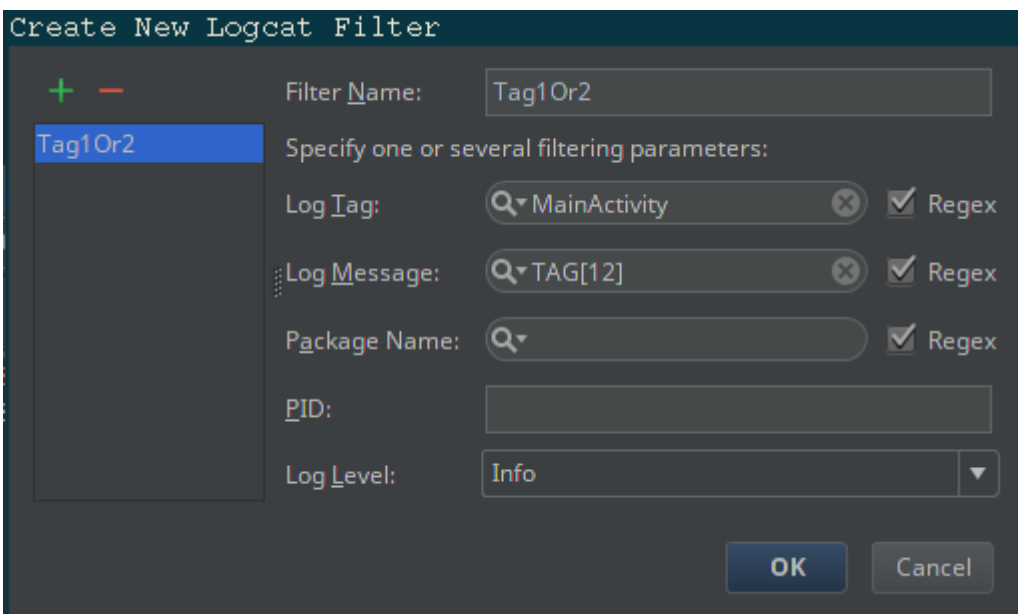 Create New Logcat Filter
Filter Name: Tag1Or2
Tag1Or2
Specify one or several filtering parameters:
Log Tag: MainActivity Regex
Log Message: TAG[12] Regex
Package Name: Regex
PID:
Log Level: Info
OK Cancel